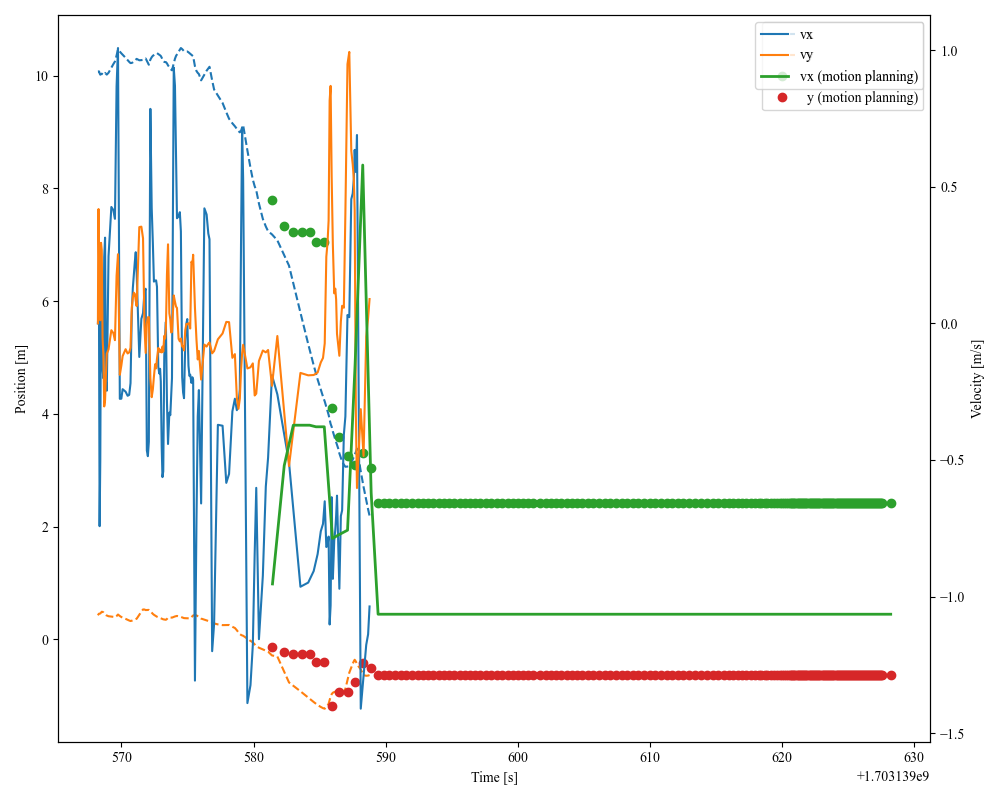 vx
vy
vx (motion planning)
y (motion planning)
10
8
6
4
2
0
Position [m]
1.0
0.5
0.0
−0.5
−1.0
−1.5
Velocity [m/s]
570
580
590
600
610
620
630
Time [s]
+1.703139e9